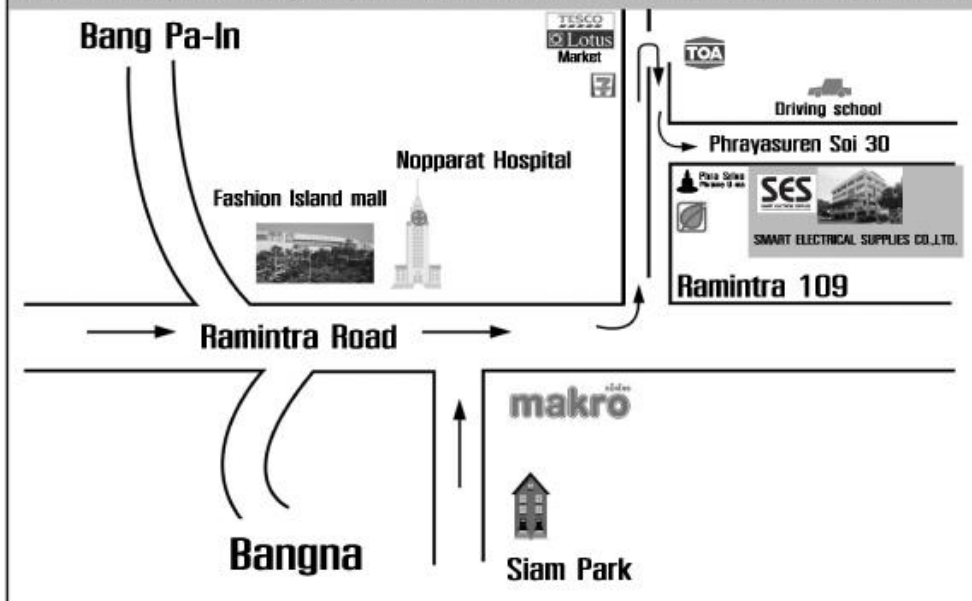 Bang Pa-In
TESCO
Lotus
Market
TOA
Driving school
Phrayasuren Soi 30
Nopparat Hospital
Fashion Island mall
SES
SMART ELECTRICAL SUPPLIES CO.,LTD.
Ramintra 109
Ramintra Road
makro
Bangna
Siam Park